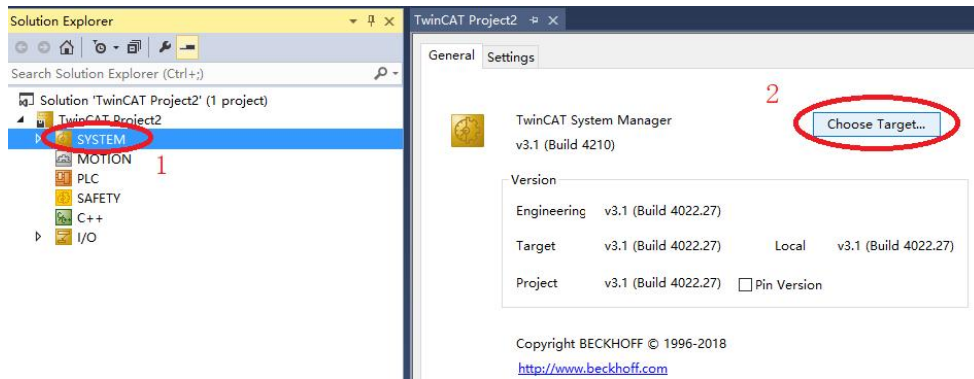 Solution Explorer
Search Solution Explorer (Ctrl+;)
Solution 'TwinCAT Project2' (1 project)
TwinCAT Project2
SYSTEM
1
MOTION
PLC
SAFETY
C++
I/O
TwinCAT Project2
General Settings
2
TwinCAT System Manager
v3.1 (Build 4210)
Choose Target...
Version
Engineering v3.1 (Build 4022.27)
Target v3.1 (Build 4022.27) Local v3.1 (Build 4022.27)
Project v3.1 (Build 4022.27) Pin Version
Copyright BECKHOFF © 1996-2018
http://www.beckhoff.com